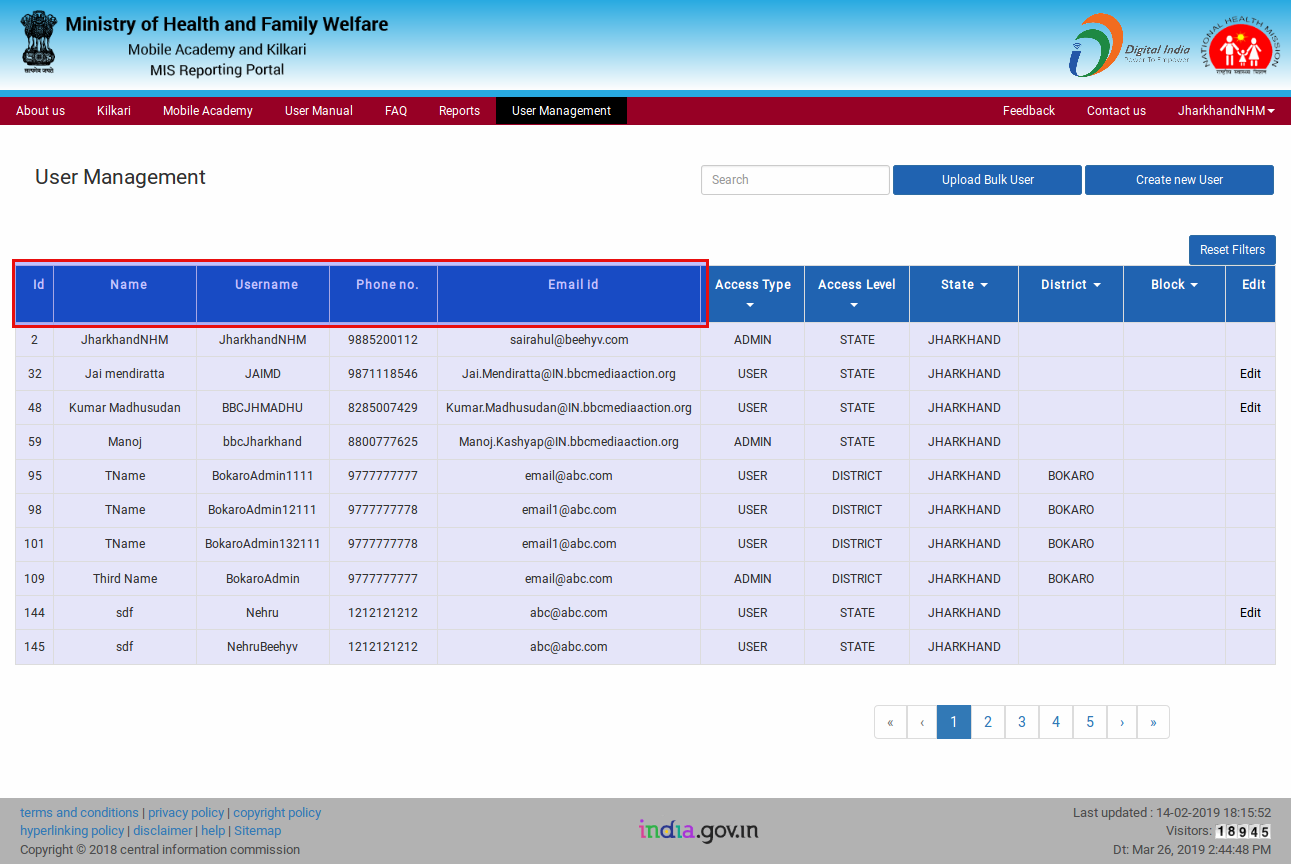 Ministry of Health and Family Welfare
Mobile Academy and Kilkari
MIS Reporting Portal
सत्यमेव जयते
Digital India
Power To Empower
NATIONAL HEALTH MISSION
राष्ट्रीय स्वास्थ्य मिशन
About us Kilkari Mobile Academy User Manual FAQ Reports User Management Feedback Contact us JharkhandNHM
User Management
Search Upload Bulk User Create new User
Reset Filters
Id Name Username Phone no. Email Id Access Type Access Level State District Block Edit
2 JharkhandNHM JharkhandNHM 9885200112 sairahul@beehyv.com ADMIN STATE JHARKHAND
32 Jai mendiratta JAIMD 9871118546 Jai.Mendiratta@IN.bbcmediaaction.org USER STATE JHARKHAND Edit
48 Kumar Madhusudan BBCJHMADHU 8285007429 Kumar.Madhusudan@IN.bbcmediaaction.org USER STATE JHARKHAND Edit
59 Manoj bbcJharkhand 8800777625 Manoj.Kashyap@IN.bbcmediaaction.org ADMIN STATE JHARKHAND
95 TName BokaroAdmin1111 9777777777 email@abc.com USER DISTRICT JHARKHAND BOKARO
98 TName BokaroAdmin12111 9777777778 email1@abc.com USER DISTRICT JHARKHAND BOKARO
101 TName BokaroAdmin132111 9777777778 email1@abc.com USER DISTRICT JHARKHAND BOKARO
109 Third Name BokaroAdmin 9777777777 email@abc.com ADMIN DISTRICT JHARKHAND BOKARO
144 sdf Nehru 1212121212 abc@abc.com USER STATE JHARKHAND Edit
145 sdf NehruBeehyv 1212121212 abc@abc.com USER STATE JHARKHAND
« ‹ 1 2 3 4 5 › »
terms and conditions | privacy policy | copyright policy
hyperlinking policy | disclaimer | help | Sitemap
Copyright © 2018 central information commission
india.gov.in
Last updated : 14-02-2019 18:15:52
Visitors: 18945
Dt: Mar 26, 2019 2:44:48 PM